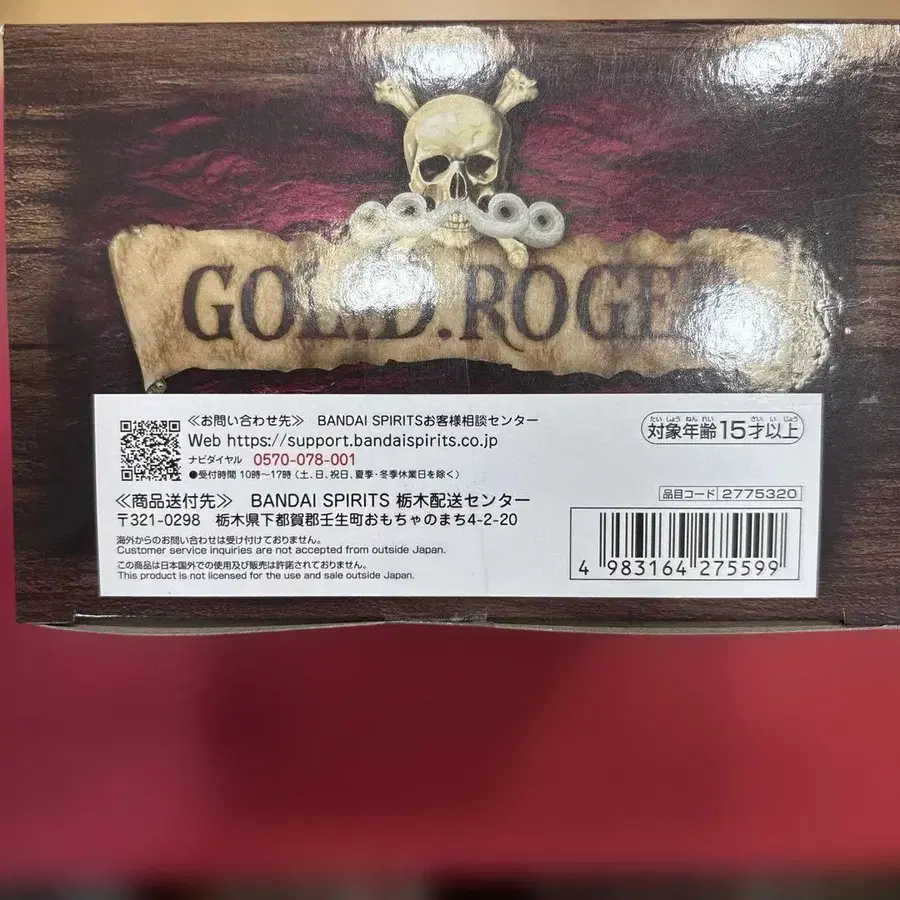 GOL.D.ROGER
≪お問い合わせ先≫ BANDAI SPIRITSお客様相談センター
Web https://support.bandaispirits.co.jp
ナビダイヤル 0570-078-001
●受付時間 10時〜17時(土、日、祝日、夏季・冬季休業日を除く)
≪商品送付先≫ BANDAI SPIRITS 栃木配送センター
〒321-0298 栃木県下都賀郡壬生町おもちゃのまち4-2-20
海外からのお問い合わせは受け付けておりません。
Customer service inquiries are not accepted from outside Japan.
この商品は日本国外での使用及び販売は許諾されておりません。
This product is not licensed for the use and sale outside Japan.
たいしょう ねんれい さい いじょう
対象年齢15才以上
品目コード 2775320
4 983164 275599